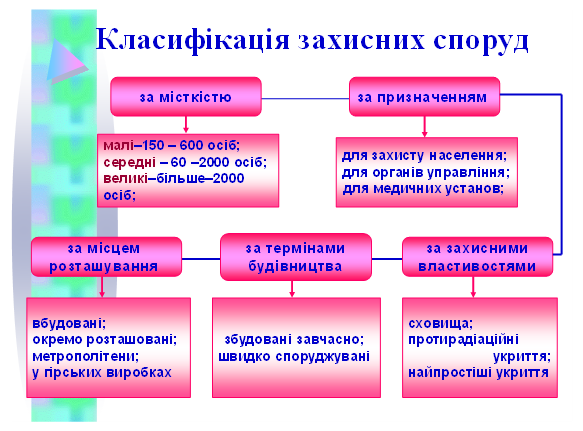 Класифікація захисних споруд
за місткістю
за призначенням
малі–150 – 600 осіб;
середні – 60 –2000 осіб;
великі–більше–2000
осіб;
для захисту населення;
для органів управління;
для медичних установ;
за місцем
розташування
за термінами
будівництва
за захисними
властивостями
вбудовані;
окремо розташовані;
метрополітени;
у гірських виробках
збудовані завчасно;
швидко споруджувані
сховища;
протирадіаційні
укриття;
найпростіші укриття